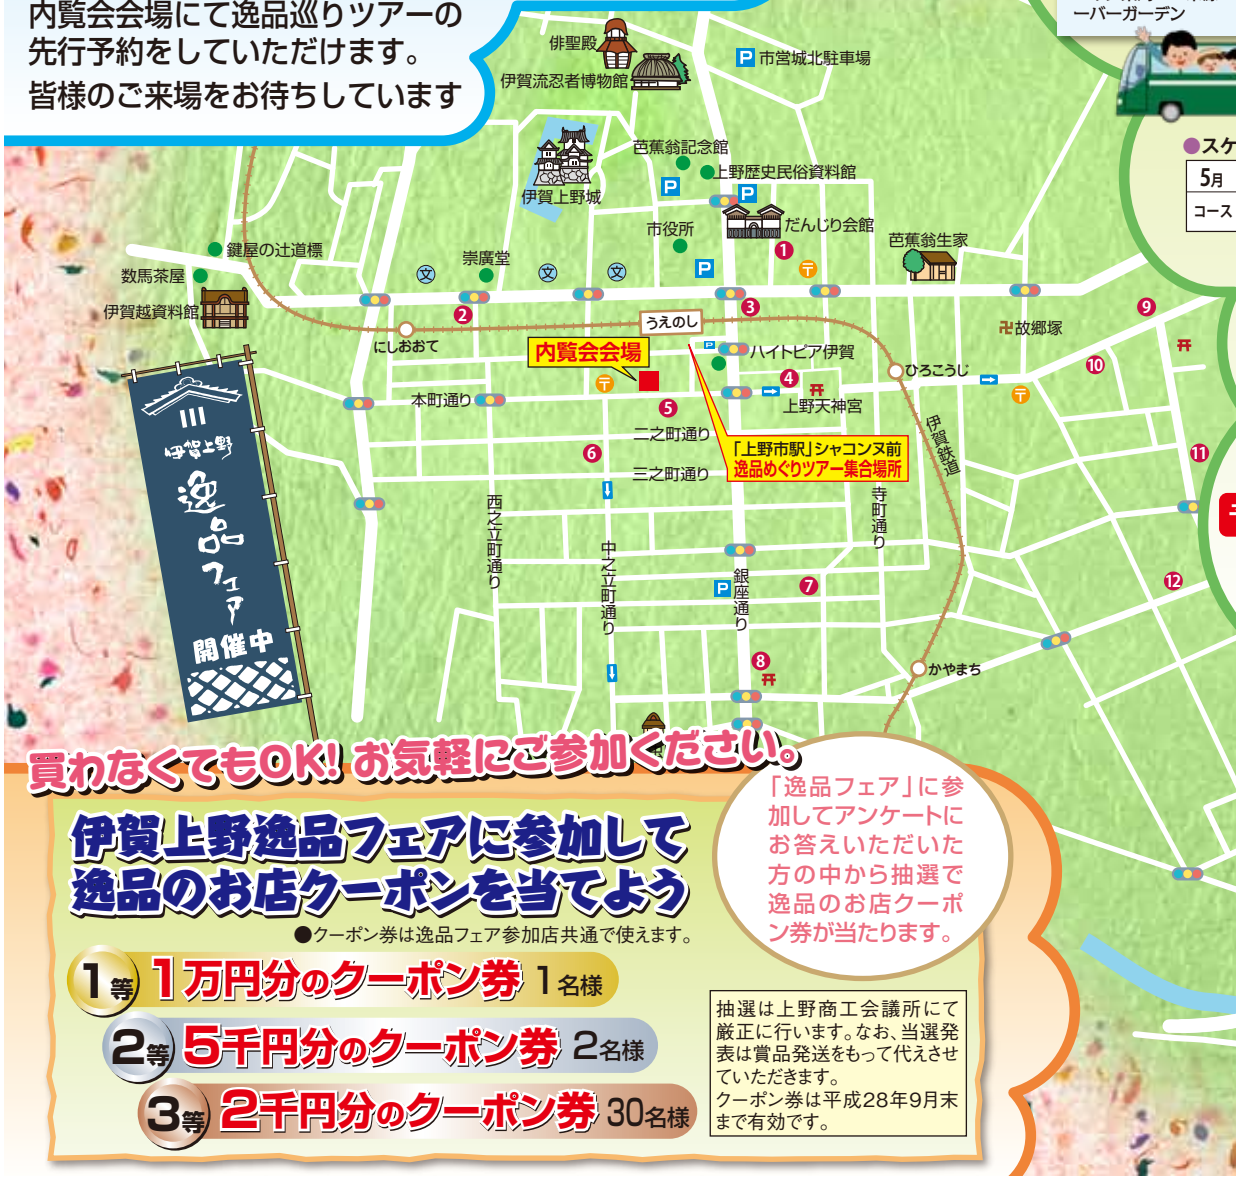 内覧会会場にて逸品巡りツアーの
先行予約をしていただけます。
皆様のご来場をお待ちしています
ーバーガーデン
●スケ
5月
コース
俳聖殿
伊賀流忍者博物館
P 市営城北駐車場
伊賀上野城
芭蕉翁記念館
上野歴史民俗資料館
P
P
市役所
だんじり会館
芭蕉翁生家
鍵屋の辻道標
数馬茶屋
伊賀越資料館
崇廣堂
文
文
文
P
1
〒
2
3
うえのし
にしおおて
内覧会会場
P
ハイトピア伊賀
卍故郷塚
9
10
ひろこうじ
〒
4
上野天神宮
〒
本町通り
5
二之町通り
6
三之町通り
「上野市駅」シャコンヌ前
逸品めぐりツアー集合場所
伊賀鉄道
11
西之立町通り
中之立町通り
銀座通り
寺町通り
P
7
12
8
かやまち
伊賀上野
逸品フェア
開催中
買わなくてもOK! お気軽にご参加ください。
伊賀上野逸品フェアに参加して
逸品のお店クーポンを当てよう
●クーポン券は逸品フェア参加店共通で使えます。
1等 1万円分のクーポン券 1名様
2等 5千円分のクーポン券 2名様
3等 2千円分のクーポン券 30名様
「逸品フェア」に参
加してアンケートに
お答えいただいた
方の中から抽選で
逸品のお店クーポ
ン券が当たります。
抽選は上野商工会議所にて
厳正に行います。なお、当選発
表は賞品発送をもって代えさせ
ていただきます。
クーポン券は平成28年9月末
まで有効です。